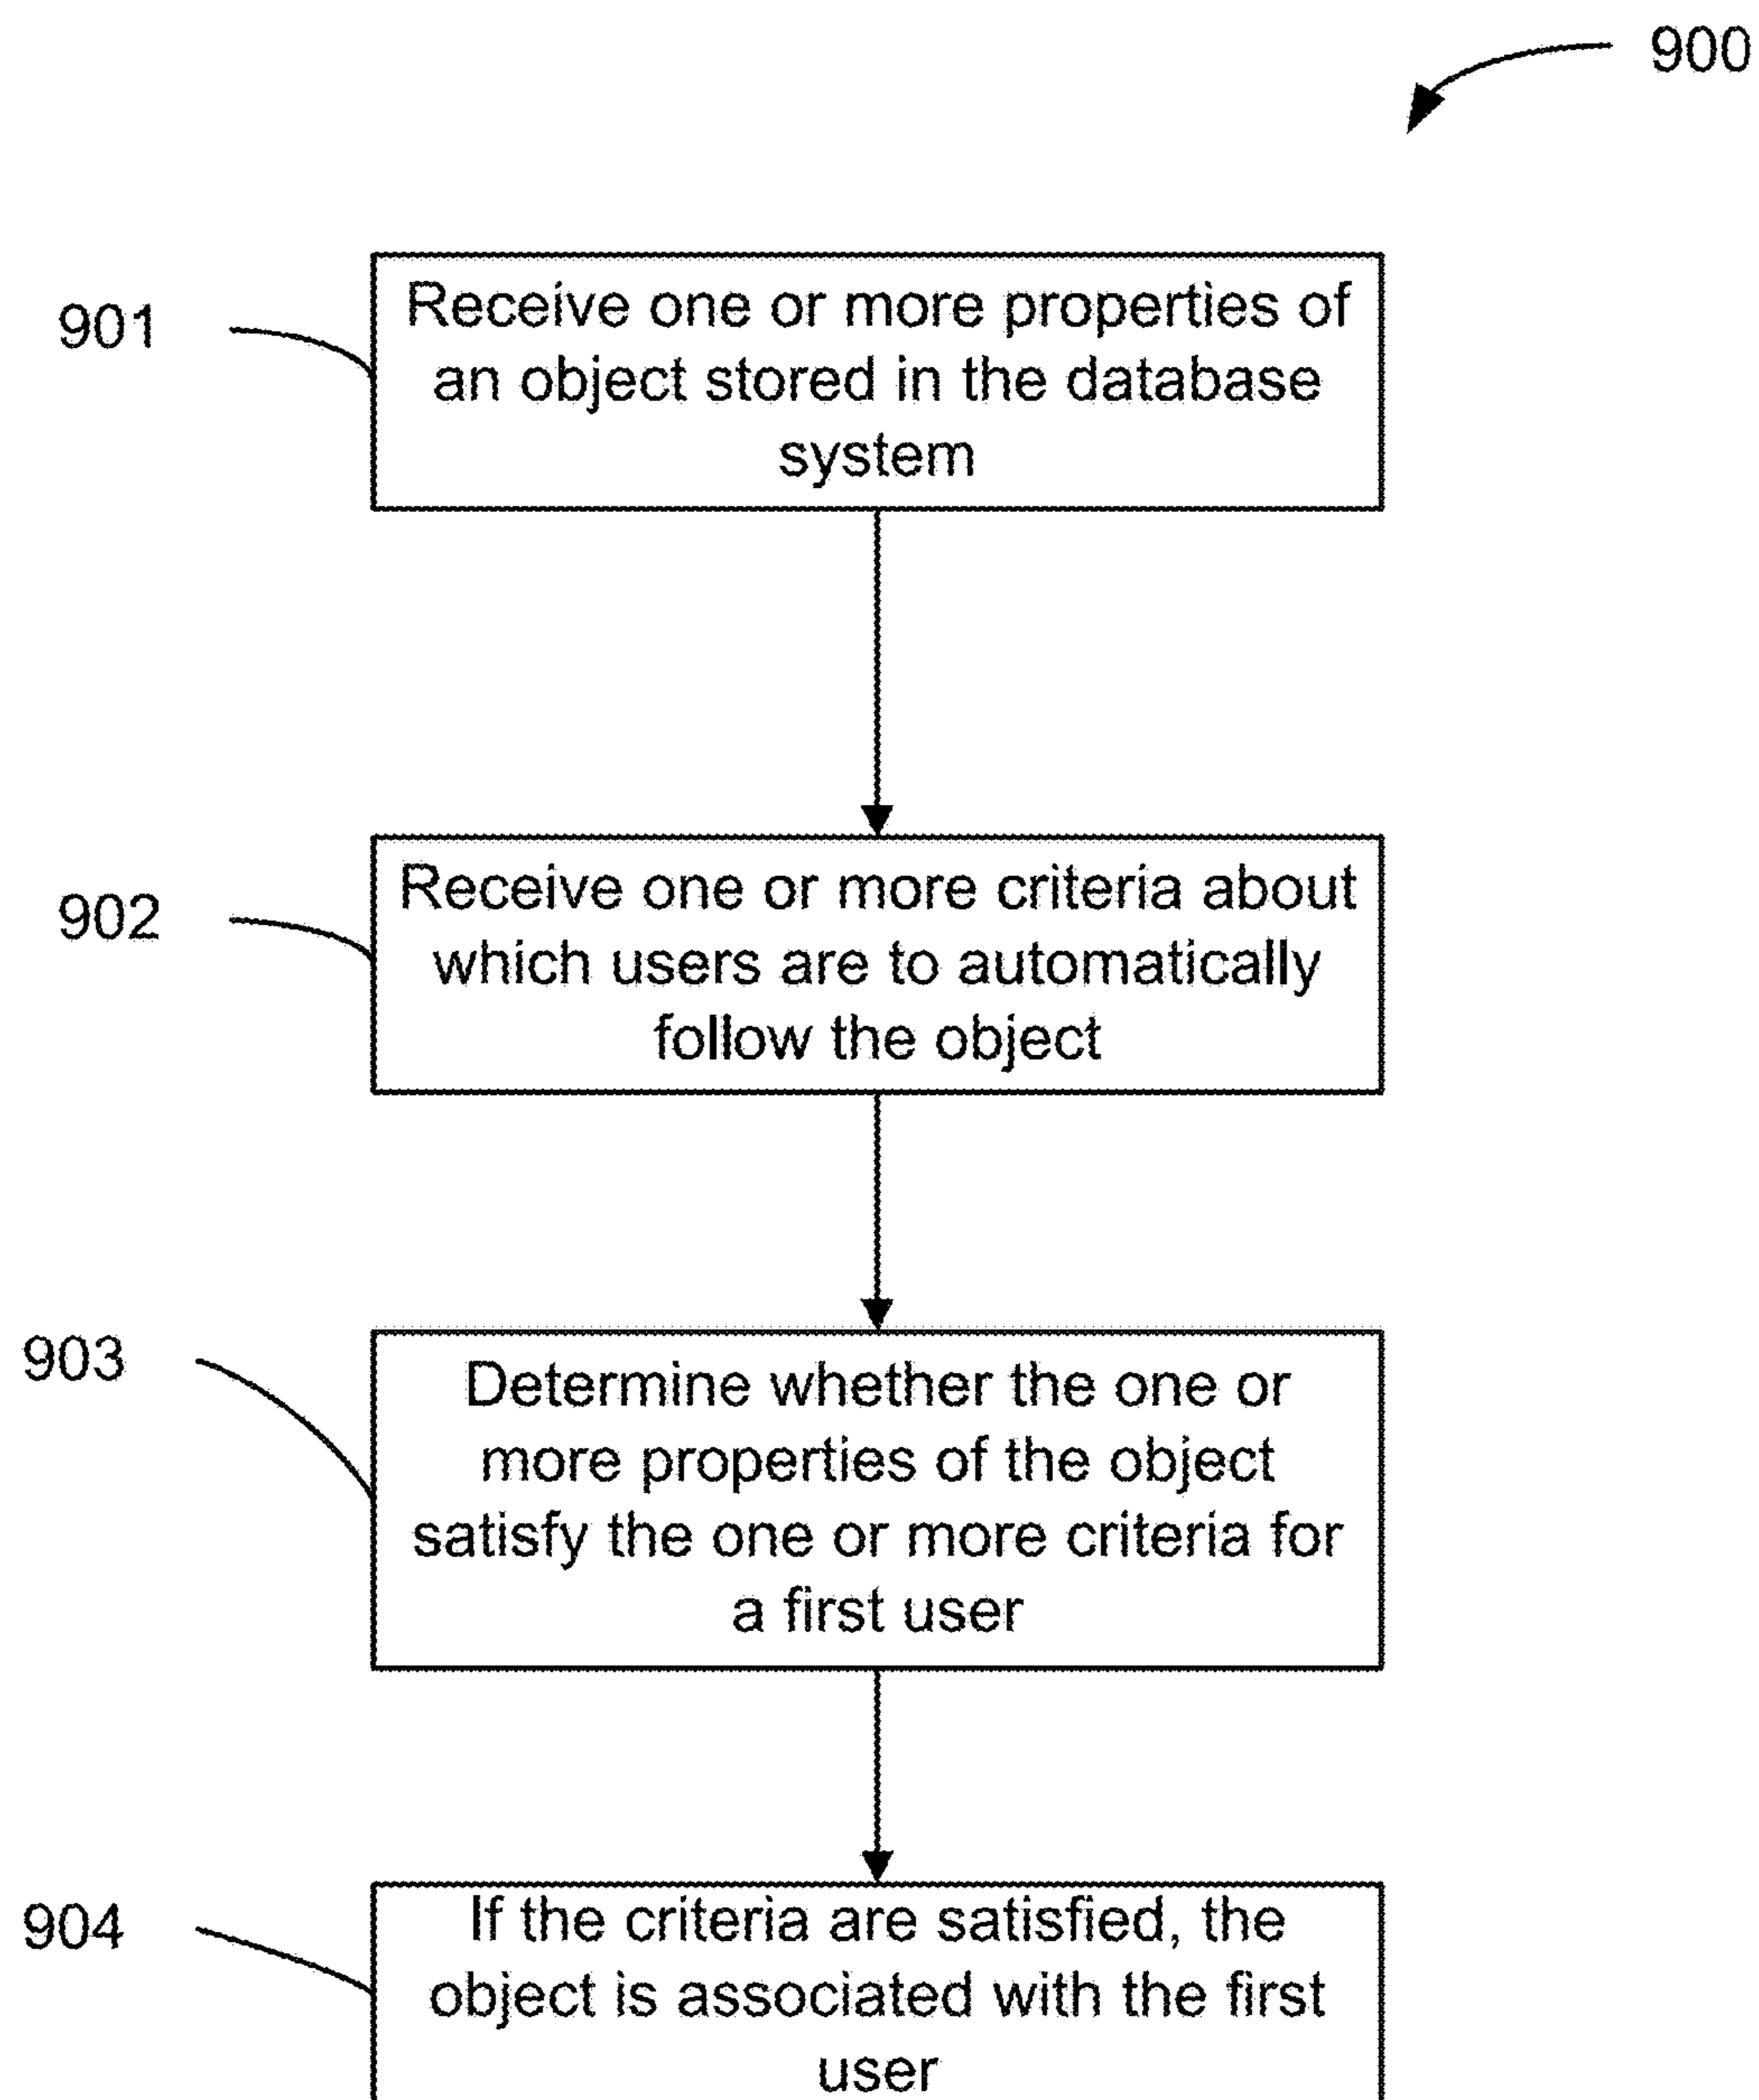 900
901
Receive one or more properties of
an object stored in the database
system
902
Receive one or more criteria about
which users are to automatically
follow the object
903
Determine whether the one or
more properties of the object
satisfy the one or more criteria for
a first user
904
If the criteria are satisfied, the
object is associated with the first
user